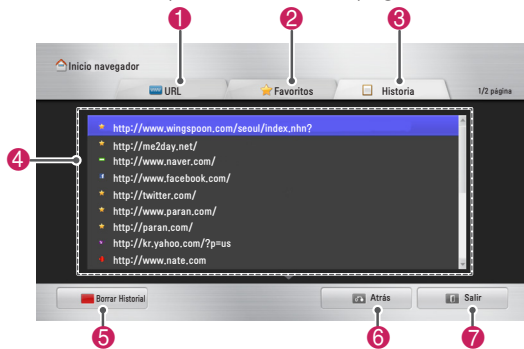 1 2 3
Inicio navegador
URL Favoritos Historia 1/2 página
http://www.wingspoon.com/seoul/index.nhn?
http://me2day.net/
4 http://www.naver.com/
http://www.facebook.com/
http://twitter.com/
http://www.paran.com/
http://paran.com/
http://kr.yahoo.com/?p=us
http://www.nate.com
Borrar Historial Atrás Salir
5 6 7